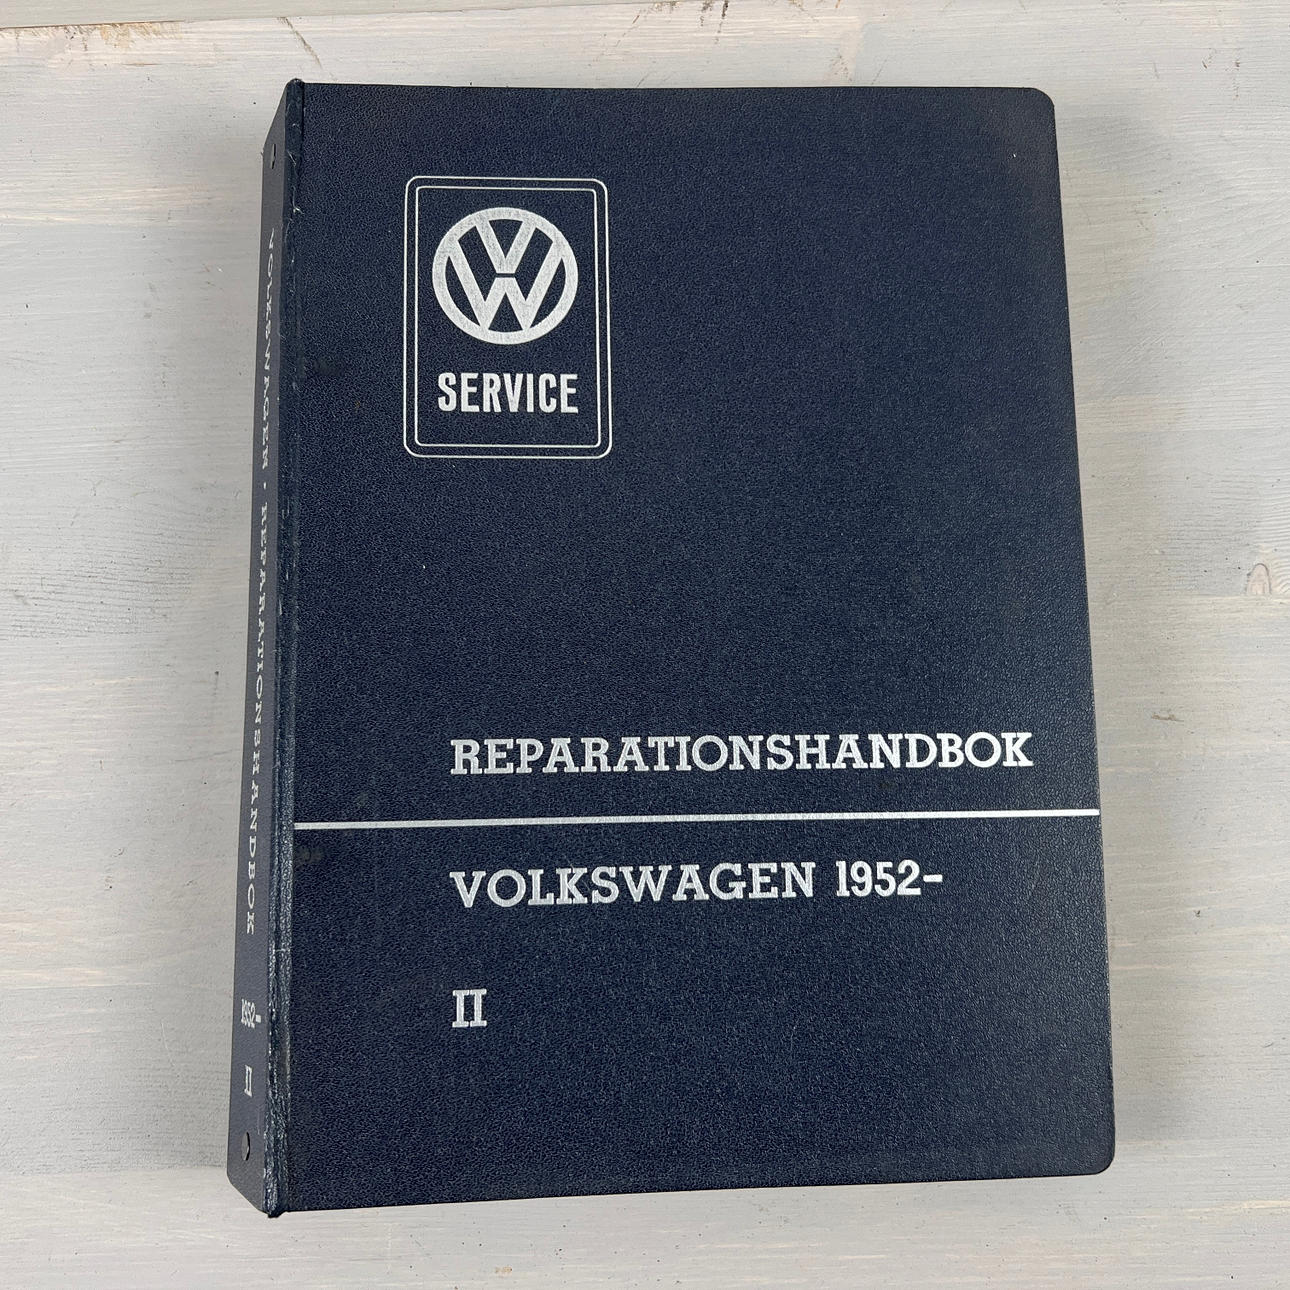 VW
SERVICE
REPARATIONSHANDBOK
VOLKSWAGEN 1952-
II
VOLKSWAGEN · REPARATIONSHANDBOK 1952- II